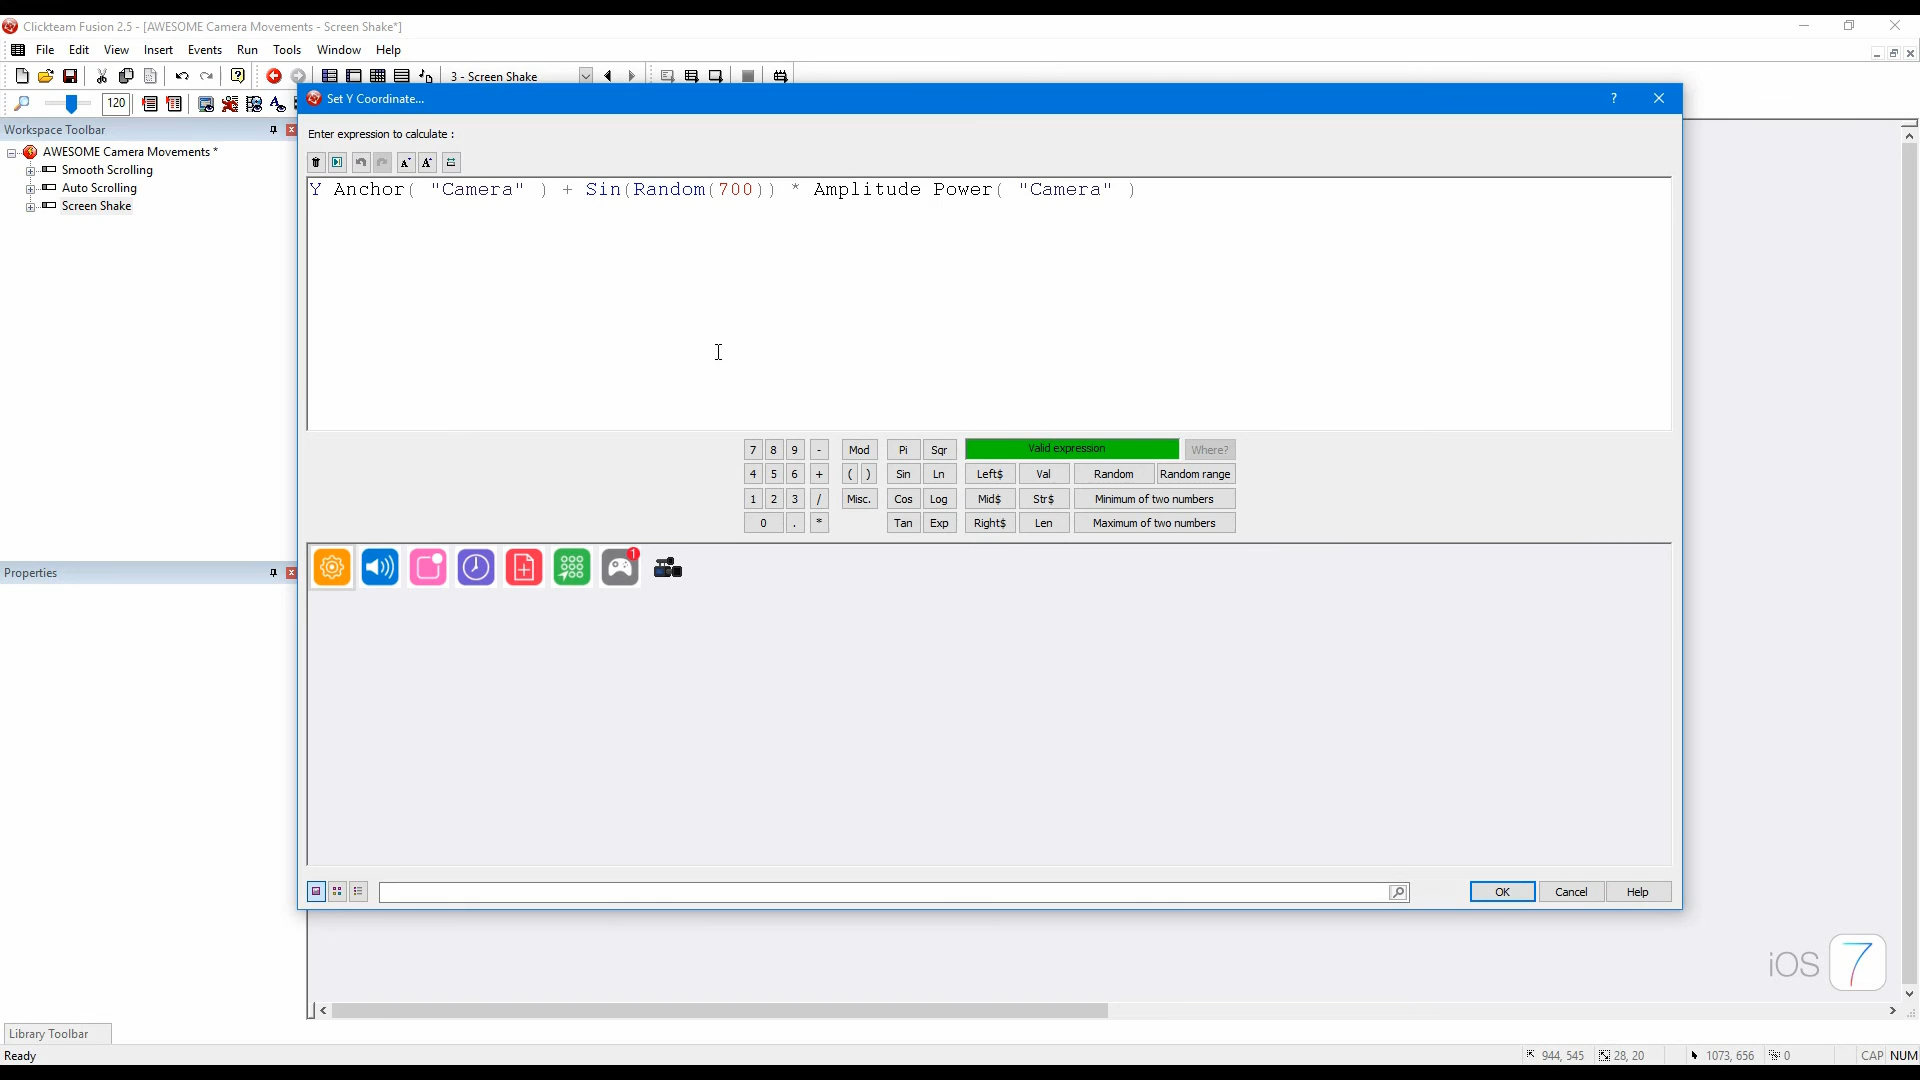 Clickteam Fusion 2.5 - [AWESOME Camera Movements - Screen Shake*]
File Edit View Insert Events Run Tools Window Help
3 - Screen Shake
120
Set Y Coordinate...
?
Workspace Toolbar
AWESOME Camera Movements *
Smooth Scrolling
Auto Scrolling
Screen Shake
Enter expression to calculate :
Y Anchor( "Camera" ) + Sin(Random(700)) * Amplitude Power( "Camera" )
7 8 9 - Mod Pi Sqr Valid expression Where?
4 5 6 + ( ) Sin Ln Left$ Val Random Random range
1 2 3 / Misc. Cos Log Mid$ Str$ Minimum of two numbers
0 . * Tan Exp Right$ Len Maximum of two numbers
1
Properties
OK Cancel Help
iOS 7
Library Toolbar
Ready 944, 545 28, 20 1073, 656 0 CAP NUM